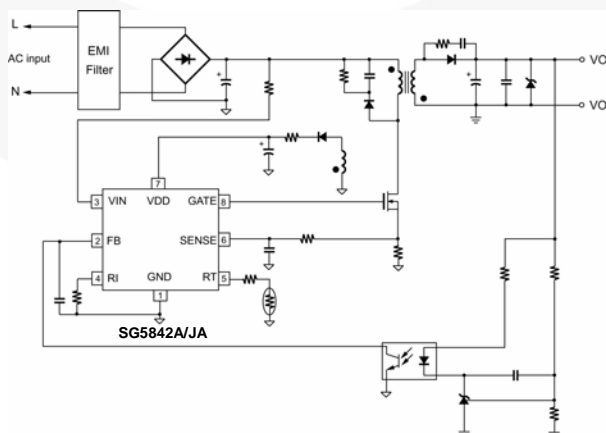 L
EMI
Filter
AC input
N
VO
VO
7
VDD
3
VIN
GATE
8
2
FB
SENSE
6
4
RI
GND
RT
5
1
SG5842A/JA
+
+
+